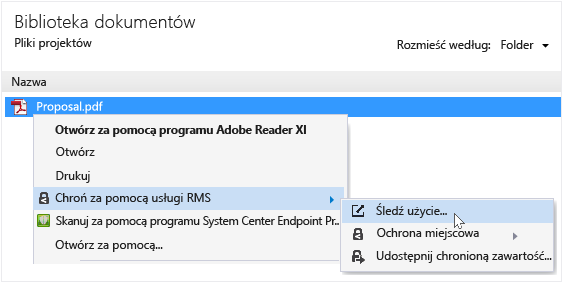 Biblioteka dokumentów
Pliki projektów
Rozmieść według: Folder
Nazwa
Proposal.pdf
Otwórz za pomocą programu Adobe Reader XI
Otwórz
Drukuj
Chroń za pomocą usługi RMS
Śledź użycie...
Skanuj za pomocą programu System Center Endpoint Pr..
Ochrona miejscowa
Otwórz za pomocą...
Udostępnij chronioną zawartość...